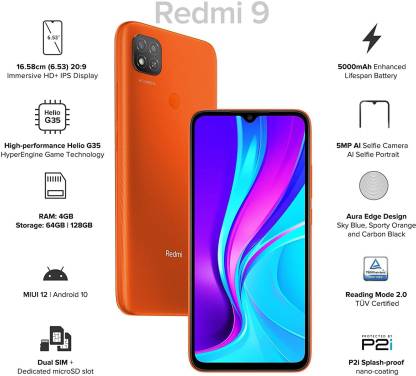 Redmi 9
6.53"
16.58cm (6.53) 20:9
Immersive HD+ IPS Display
Helio
G35
High-performance Helio G35
HyperEngine Game Technology
RAM: 4GB
Storage: 64GB | 128GB
MIUI 12 | Android 10
Dual SIM +
Dedicated microSD slot
Redmi
5000mAh Enhanced
Lifespan Battery
5MP AI Selfie Camera
AI Selfie Portrait
Aura Edge Design
Sky Blue, Sporty Orange
and Carbon Black
Reading Mode 2.0
TÜV Certified
PROTECTED BY
P2i
P2i Splash-proof
nano-coating